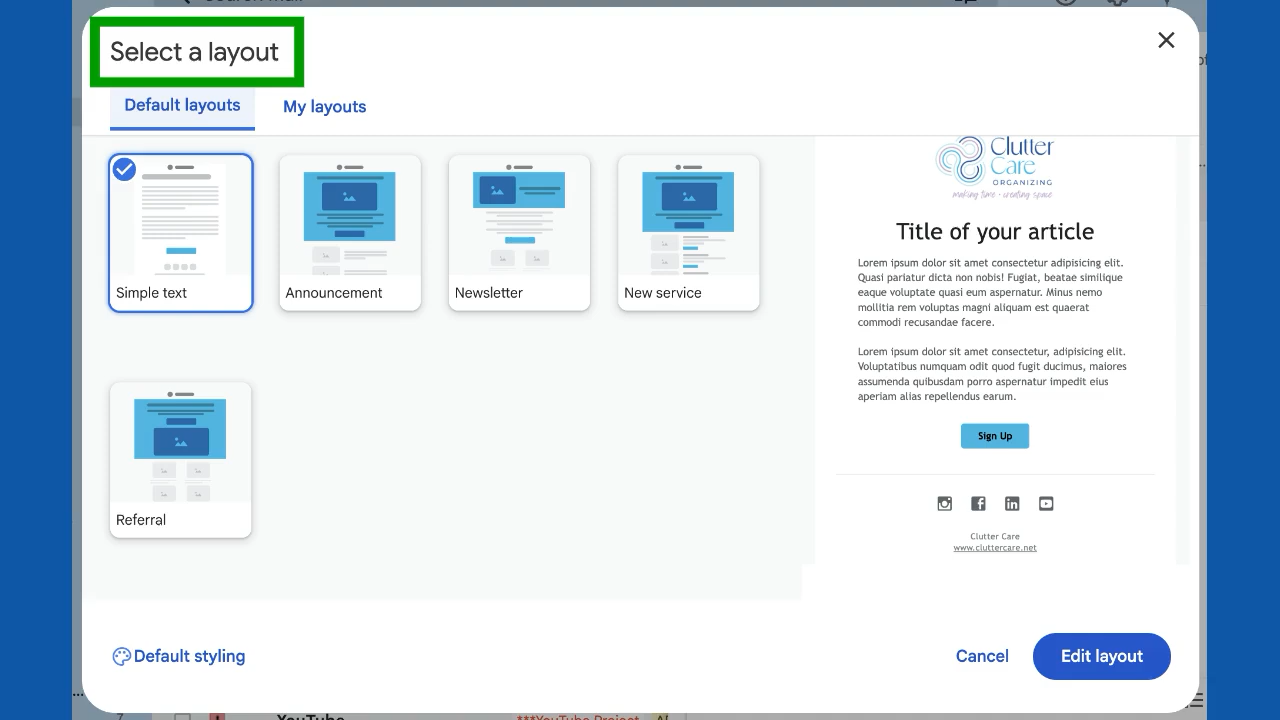 Select a layout
Default layouts
My layouts
Simple text
Announcement
Newsletter
New service
Referral
Clutter
Care
ORGANIZING
making time · creating space
Title of your article
Lorem ipsum dolor sit amet consectetur adipisicing elit.
Quasi pariatur dicta non nobis! Fugiat, beatae similique
eaque voluptate quasi eum aspernatur. Minus nemo
mollitia rem voluptas magni aliquam est quaerat
commodi recusandae facere.
Lorem ipsum dolor sit amet consectetur, adipisicing elit.
Voluptatibus numquam odit quod fugit ducimus, maiores
assumenda quibusdam porro aspernatur impedit eius
aperiam alias repellendus earum.
Sign Up
Clutter Care
www.cluttercare.net
Default styling
Cancel
Edit layout
YouTube
***YouTube Project